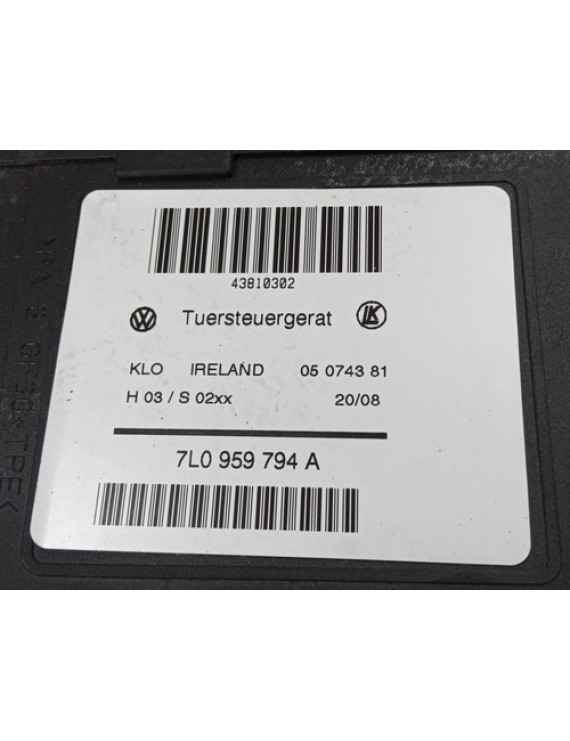 43810302
VW Tuersteuergerat LK
KLO IRELAND 05 0743 81
H 03 / S 02xx 20/08
7L0 959 794 A